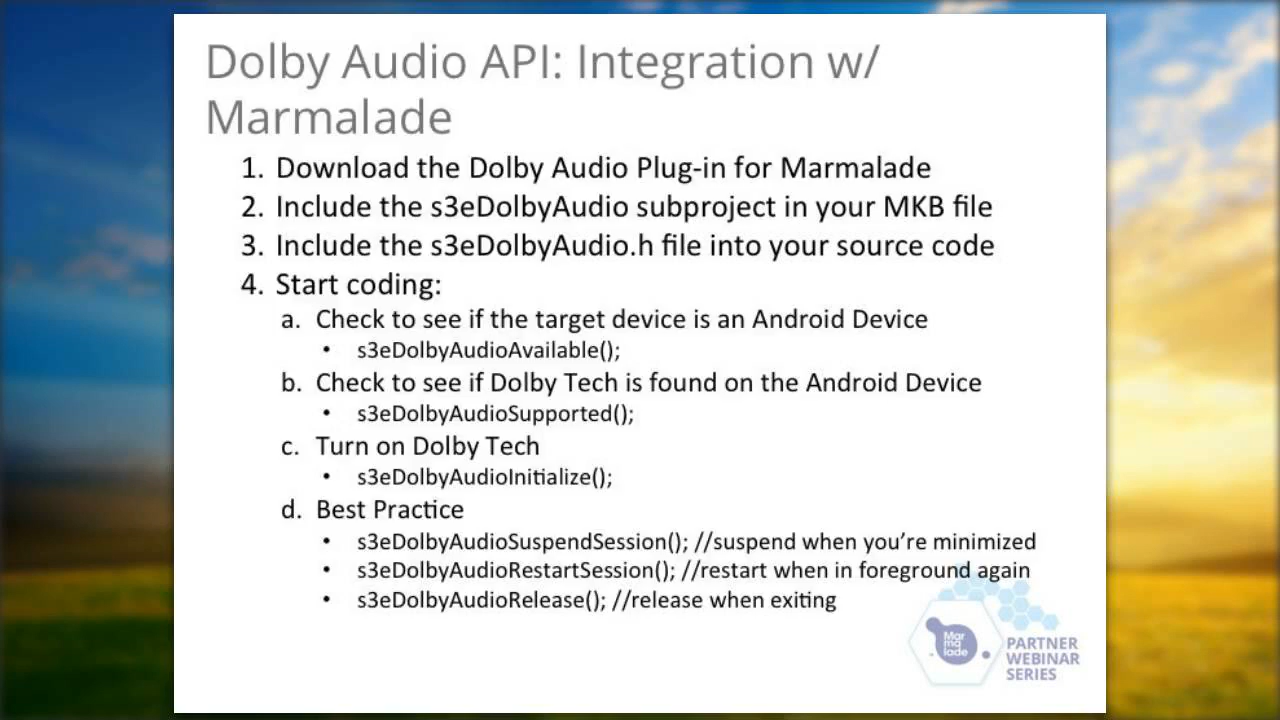 Dolby Audio API: Integration w/
Marmalade
1. Download the Dolby Audio Plug-in for Marmalade
2. Include the s3eDolbyAudio subproject in your MKB file
3. Include the s3eDolbyAudio.h file into your source code
4. Start coding:
a. Check to see if the target device is an Android Device
• s3eDolbyAudioAvailable();
b. Check to see if Dolby Tech is found on the Android Device
• s3eDolbyAudioSupported();
c. Turn on Dolby Tech
• s3eDolbyAudioInitialize();
d. Best Practice
• s3eDolbyAudioSuspendSession(); //suspend when you’re minimized
• s3eDolbyAudioRestartSession(); //restart when in foreground again
• s3eDolbyAudioRelease(); //release when exiting
Mar
ma
lade
PARTNER
WEBINAR
SERIES